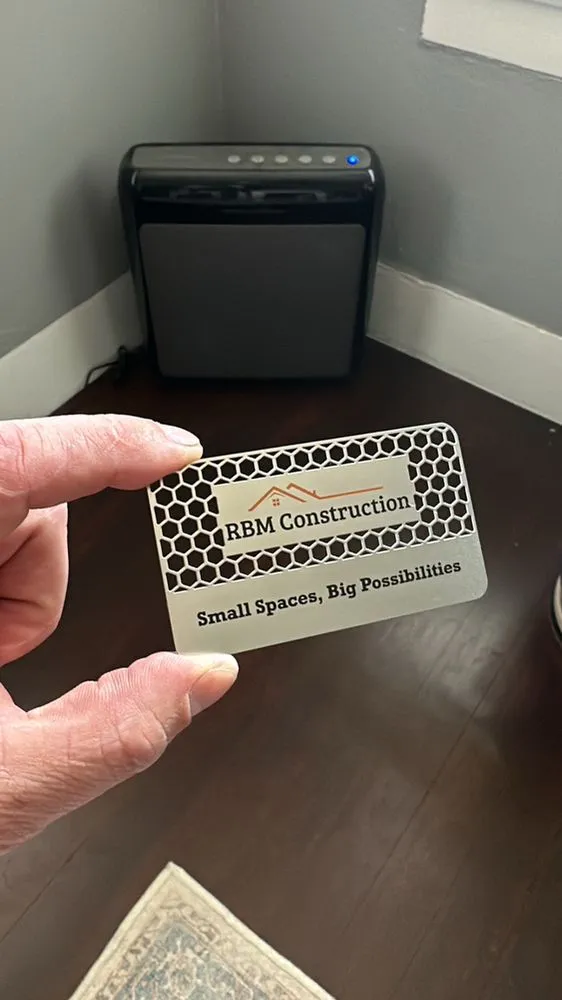 RBM Construction
Small Spaces, Big Possibilities